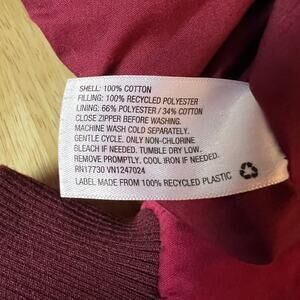 SHELL: 100% COTTON
FILLING: 100% RECYCLED POLYESTER
LINING: 66% POLYESTER / 34% COTTON
CLOSE ZIPPER BEFORE WASHING.
MACHINE WASH COLD SEPARATELY.
GENTLE CYCLE. ONLY NON-CHLORINE
BLEACH IF NEEDED. TUMBLE DRY LOW.
REMOVE PROMPTLY. COOL IRON IF NEEDED.
RN17730 VN1247024
LABEL MADE FROM 100% RECYCLED PLASTIC